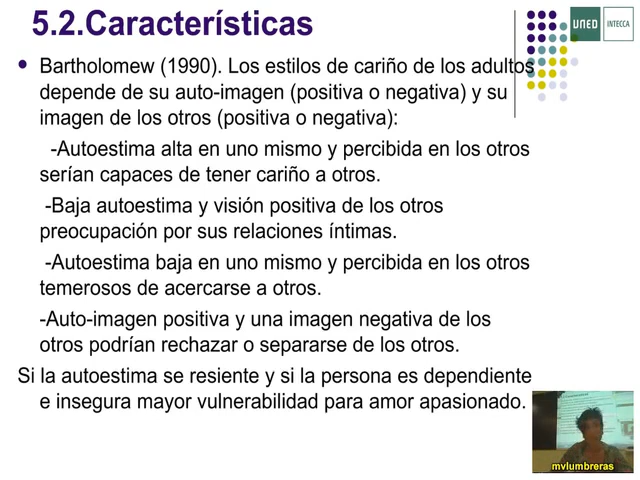 5.2.Características
UNED
INTECCA
Bartholomew (1990). Los estilos de cariño de los adultos
depende de su auto-imagen (positiva o negativa) y su
imagen de los otros (positiva o negativa):
-Autoestima alta en uno mismo y percibida en los otros
serían capaces de tener cariño a otros.
-Baja autoestima y visión positiva de los otros
preocupación por sus relaciones íntimas.
-Autoestima baja en uno mismo y percibida en los otros
temerosos de acercarse a otros.
-Auto-imagen positiva y una imagen negativa de los
otros podrían rechazar o separarse de los otros.
Si la autoestima se resiente y si la persona es dependiente
e insegura mayor vulnerabilidad para amor apasionado.
mvlumbreras